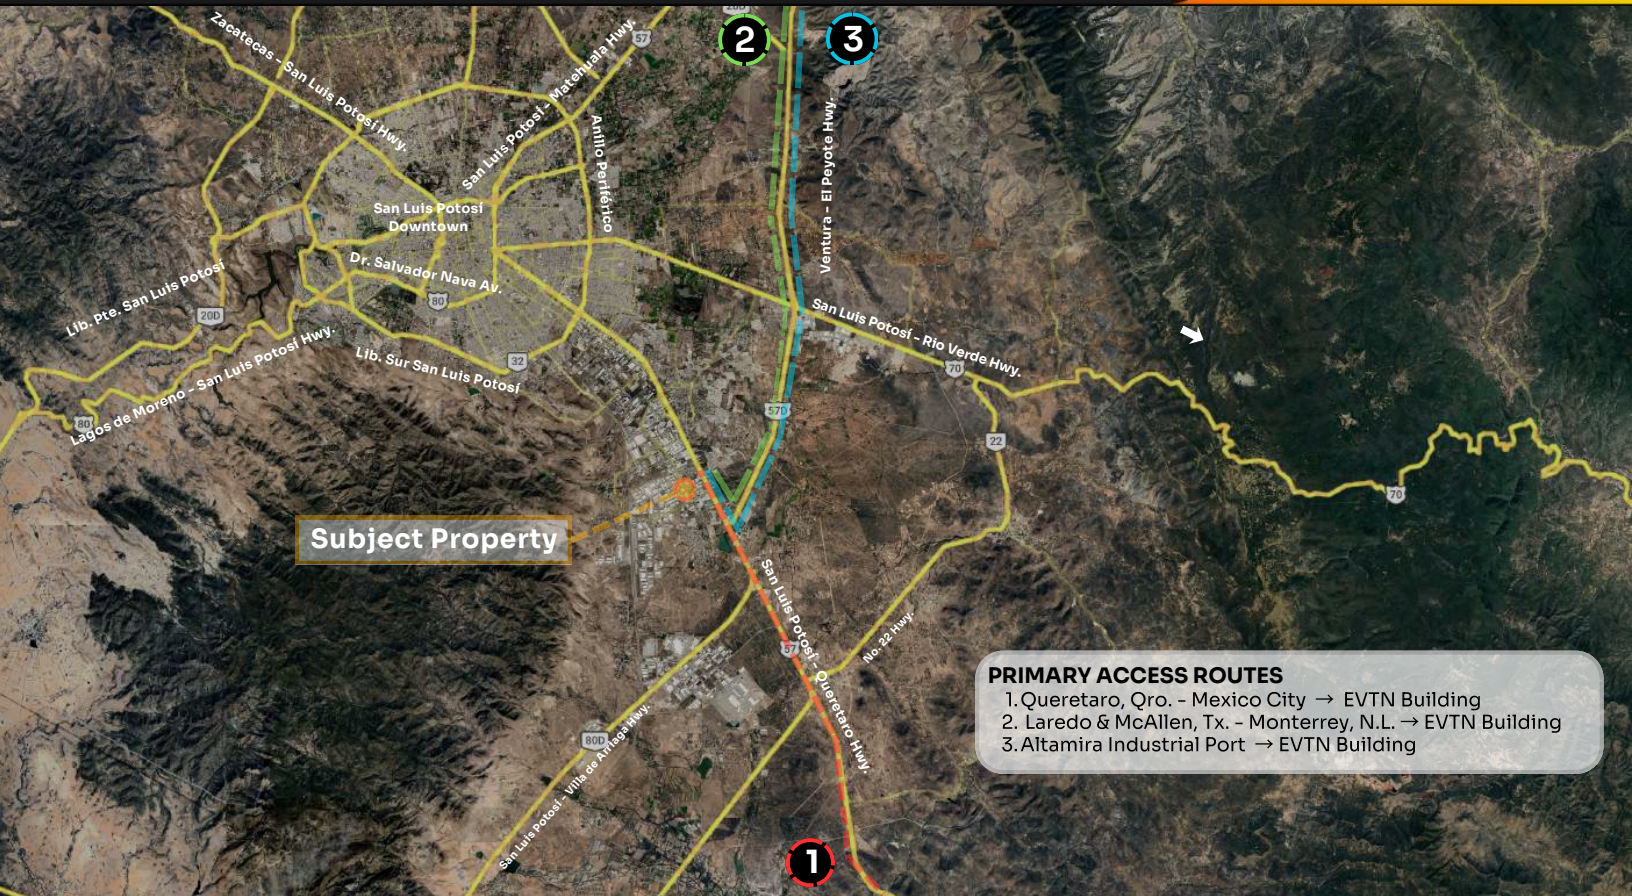 20D
2
3
57
Zacatecas - San Luis Potosí Hwy.
San Luis Potosí - Matehuala Hwy.
Anillo Periférico
Ventura - El Peyote Hwy.
San Luis Potosí
Downtown
Dr. Salvador Nava Av.
80
Lib. Pte. San Luis Potosí
20D
Lagos de Moreno - San Luis Potosí Hwy.
80
Lib. Sur San Luis Potosí
32
San Luis Potosí - Rio Verde Hwy.
70
57D
22
70
Subject Property
San Luis Potosí - Queretaro Hwy.
57
No. 22 Hwy.
80D
San Luis Potosí - Villa de Arriaga Hwy.
1
PRIMARY ACCESS ROUTES
1. Queretaro, Qro. - Mexico City → EVTN Building
2. Laredo & McAllen, Tx. - Monterrey, N.L. → EVTN Building
3. Altamira Industrial Port → EVTN Building